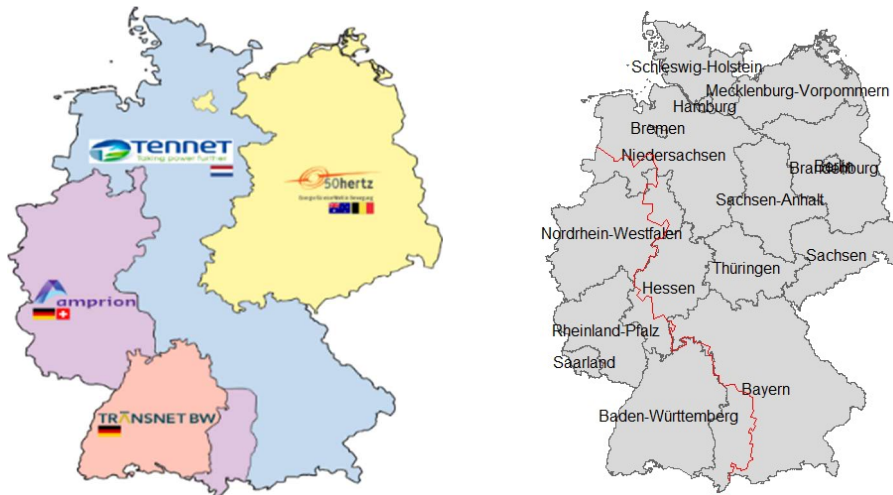 TENNET
Taking power further
50hertz
amprion
TRANSNET BW
Schleswig-Holstein
Mecklenburg-Vorpommern
Hamburg
Bremen
Niedersachsen
Berlin
Brandenburg
Sachsen-Anhalt
Nordrhein-Westfalen
Sachsen
Thüringen
Hessen
Rheinland-Pfalz
Saarland
Bayern
Baden-Württemberg